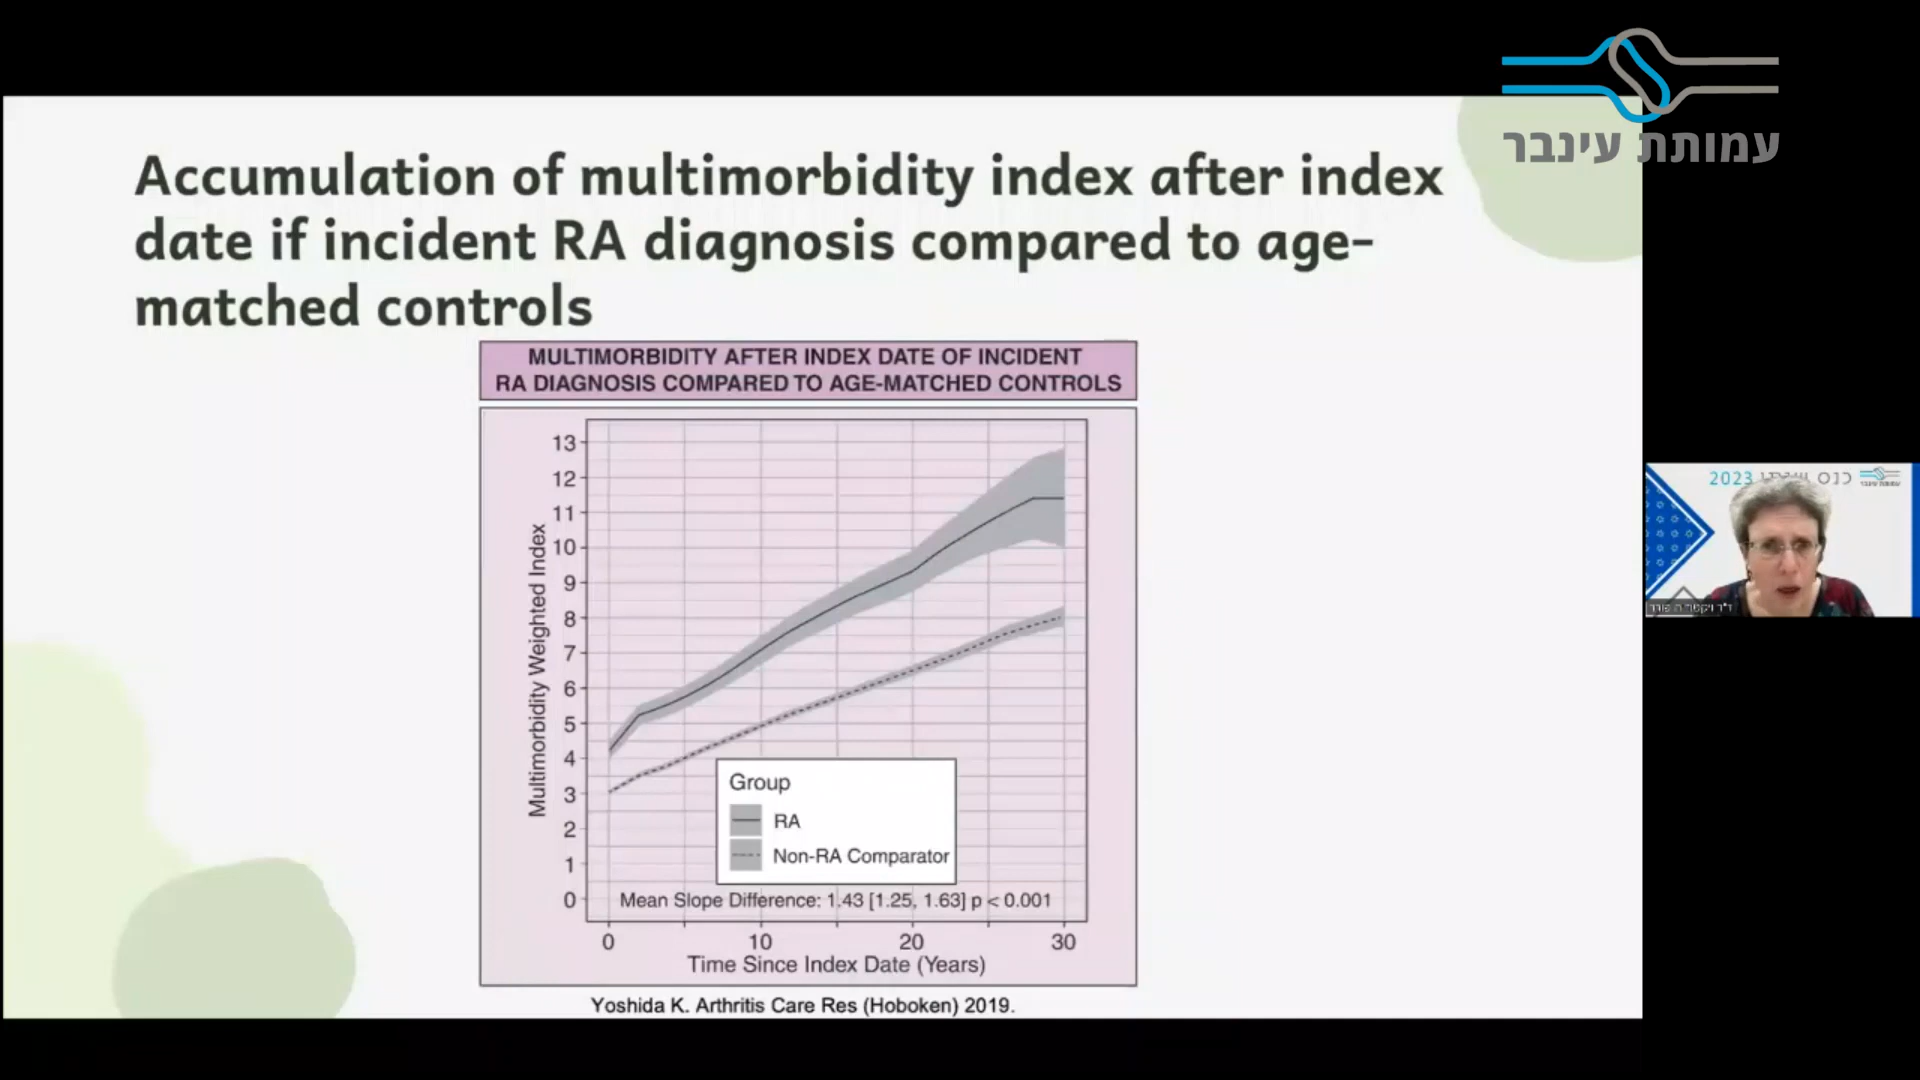 עמותת עינבר
Accumulation of multimorbidity index after index
date if incident RA diagnosis compared to age-
matched controls
MULTIMORBIDITY AFTER INDEX DATE OF INCIDENT
RA DIAGNOSIS COMPARED TO AGE-MATCHED CONTROLS
Multimorbidity Weighted Index
13
12
11
10
9
8
7
6
5
4
3
2
1
0
Group
RA
Non-RA Comparator
Mean Slope Difference: 1.43 [1.25, 1.63] p < 0.001
0 10 20 30
Time Since Index Date (Years)
Yoshida K. Arthritis Care Res (Hoboken) 2019.
כנס 2023
ד"ר ויקטוריה